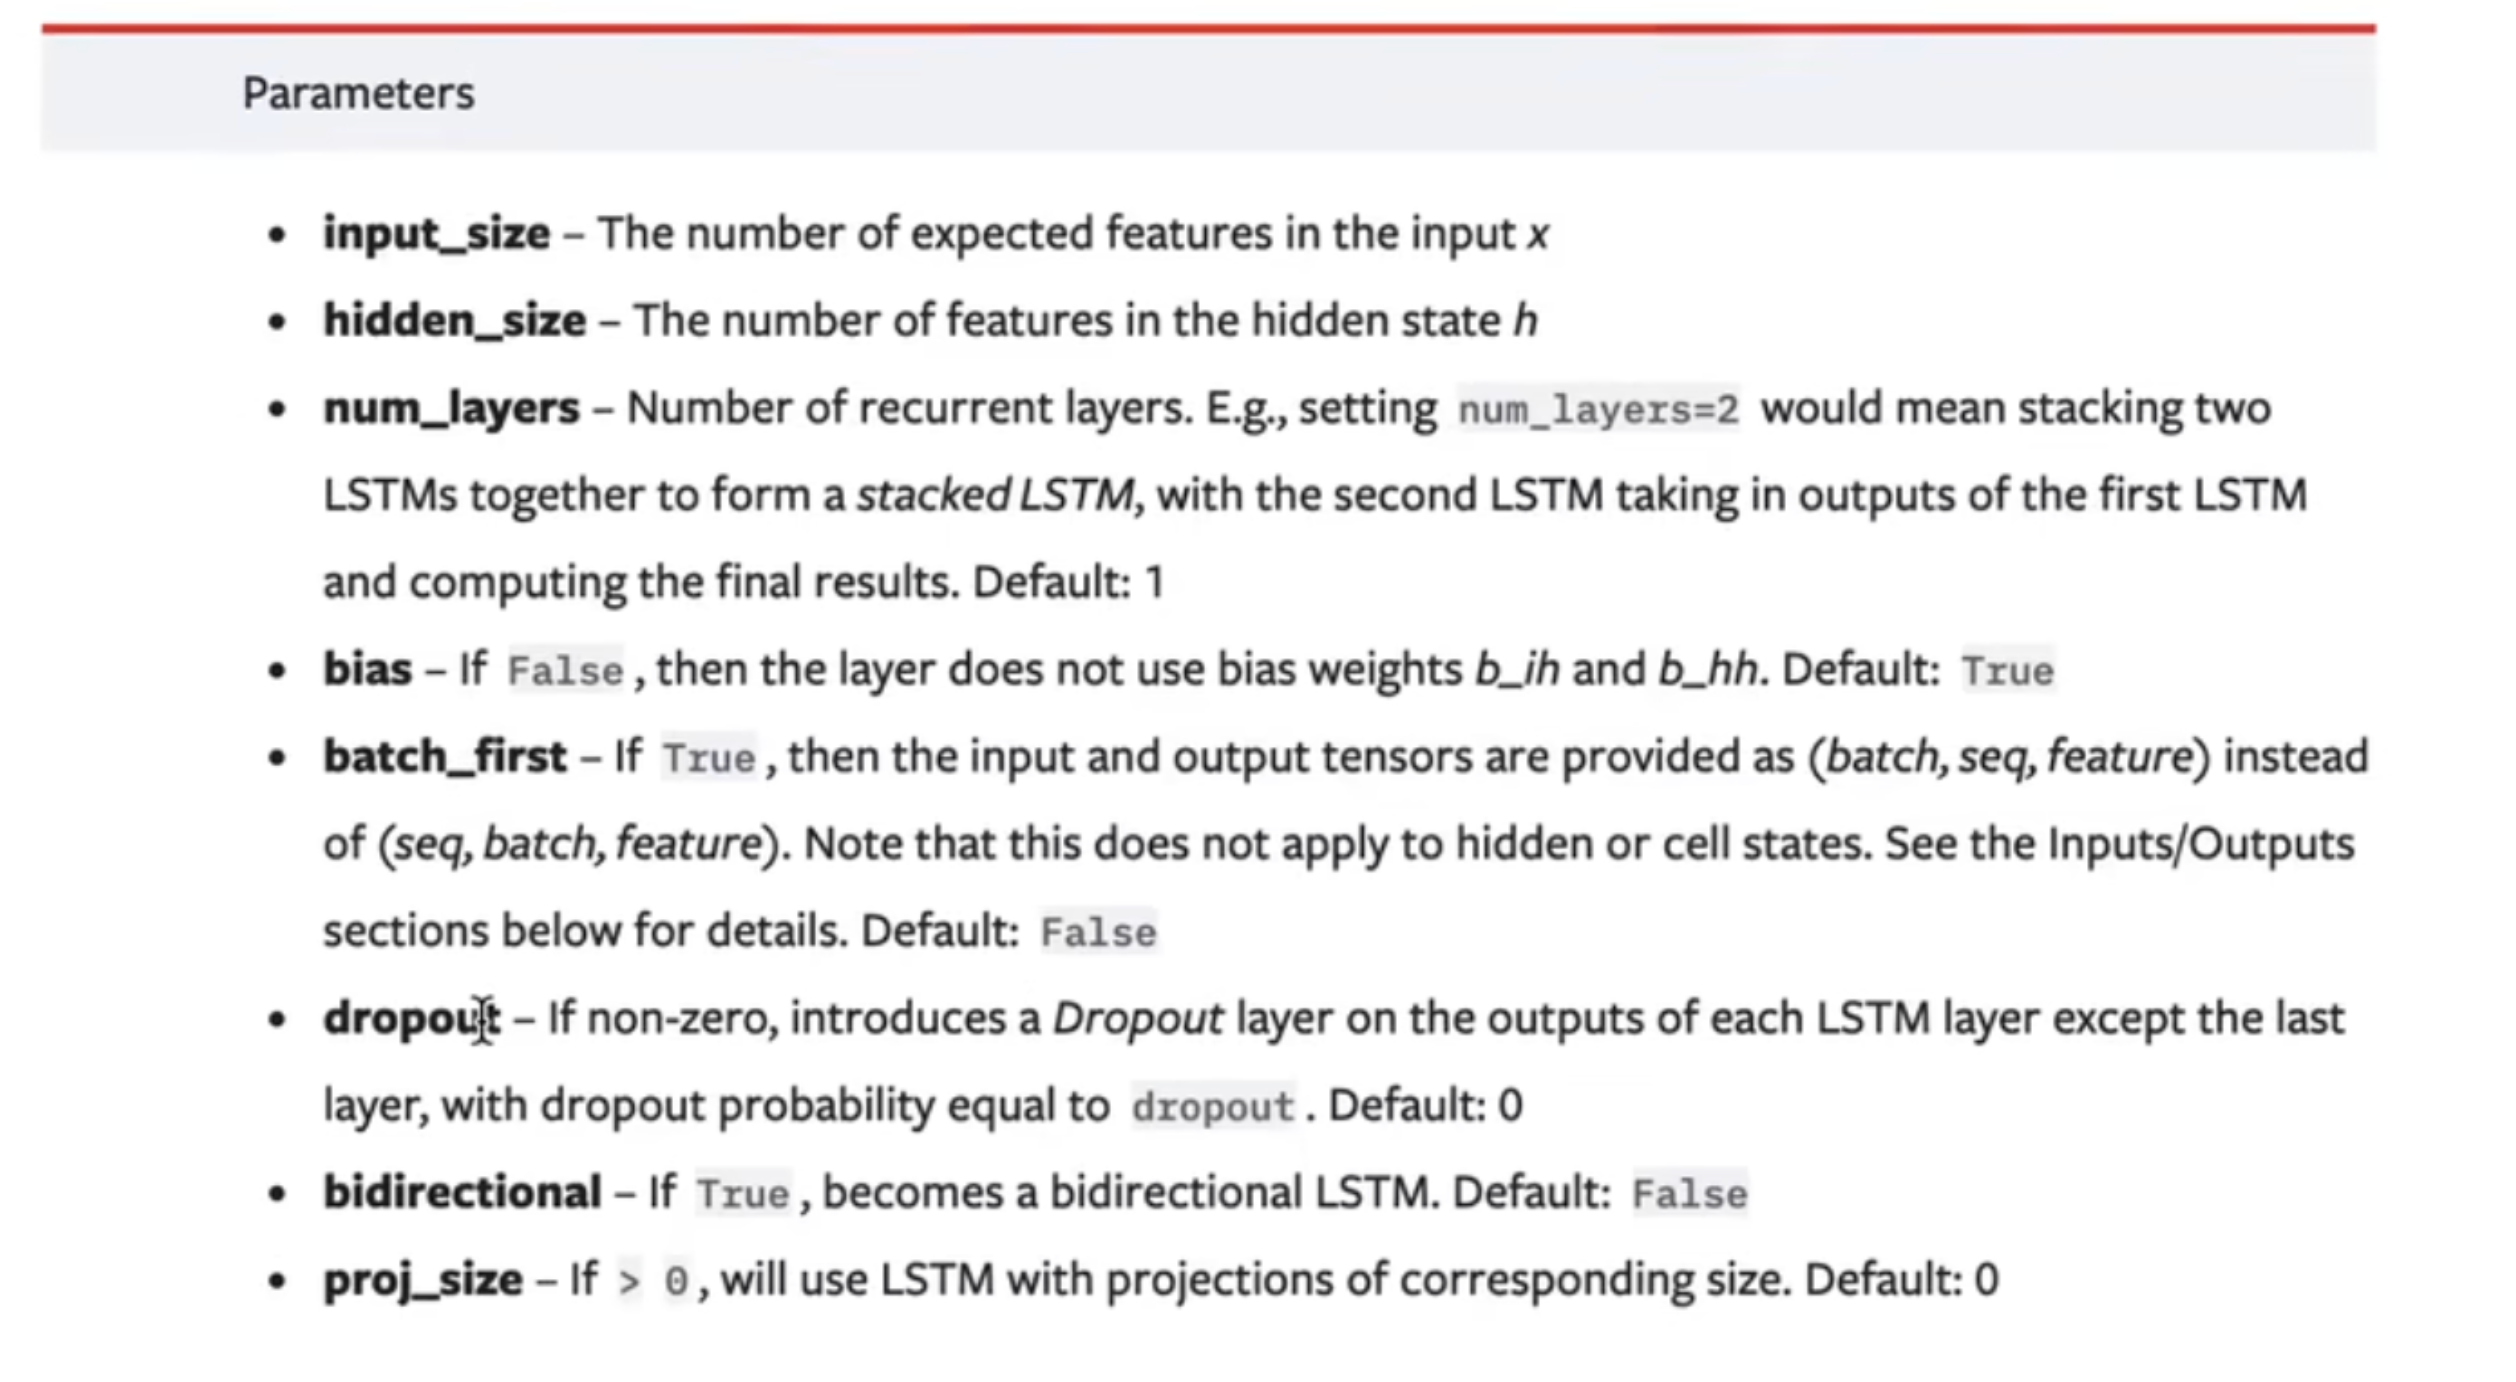 Parameters
• input_size – The number of expected features in the input x
• hidden_size – The number of features in the hidden state h
• num_layers – Number of recurrent layers. E.g., setting num_layers=2 would mean stacking two
LSTMs together to form a stacked LSTM, with the second LSTM taking in outputs of the first LSTM
and computing the final results. Default: 1
• bias – If False, then the layer does not use bias weights b_ih and b_hh. Default: True
• batch_first – If True, then the input and output tensors are provided as (batch, seq, feature) instead
of (seq, batch, feature). Note that this does not apply to hidden or cell states. See the Inputs/Outputs
sections below for details. Default: False
• dropout – If non-zero, introduces a Dropout layer on the outputs of each LSTM layer except the last
layer, with dropout probability equal to dropout. Default: 0
• bidirectional – If True, becomes a bidirectional LSTM. Default: False
• proj_size – If > 0, will use LSTM with projections of corresponding size. Default: 0